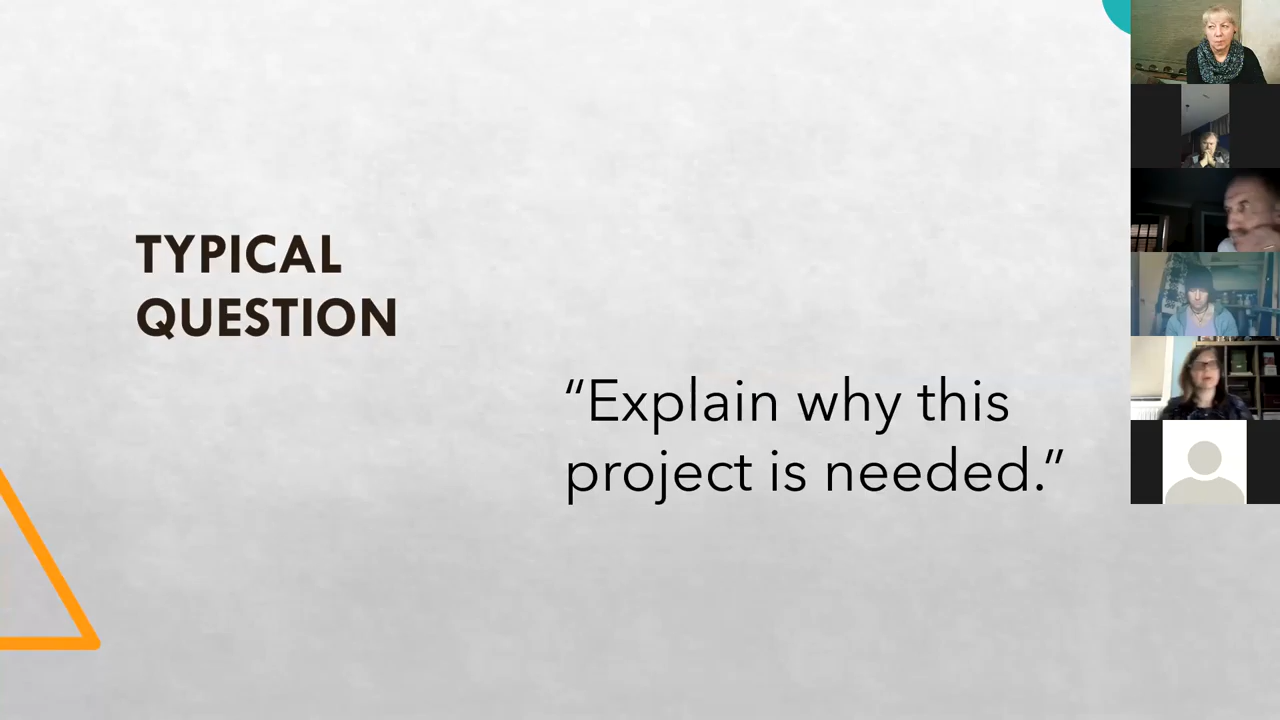 TYPICAL
QUESTION
“Explain why this
project is needed.”